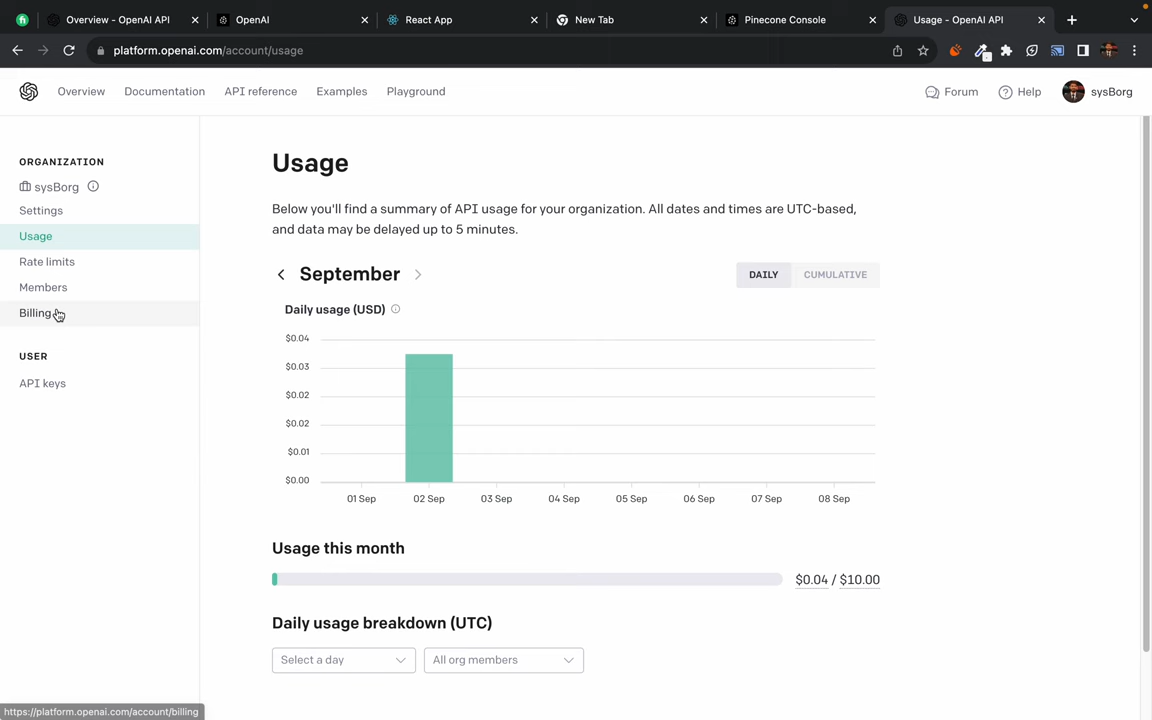 Overview - OpenAI API
OpenAI
React App
New Tab
Pinecone Console
Usage - OpenAI API
platform.openai.com/account/usage
Overview
Documentation
API reference
Examples
Playground
Forum
Help
sysBorg
ORGANIZATION
sysBorg
Settings
Usage
Rate limits
Members
Billing
USER
API keys
Usage
Below you'll find a summary of API usage for your organization. All dates and times are UTC-based,
and data may be delayed up to 5 minutes.
September
DAILY
CUMULATIVE
Daily usage (USD)
$0.04
$0.03
$0.02
$0.02
$0.01
$0.00
01 Sep
02 Sep
03 Sep
04 Sep
05 Sep
06 Sep
07 Sep
08 Sep
Usage this month
$0.04 / $10.00
Daily usage breakdown (UTC)
Select a day
All org members
https://platform.openai.com/account/billing